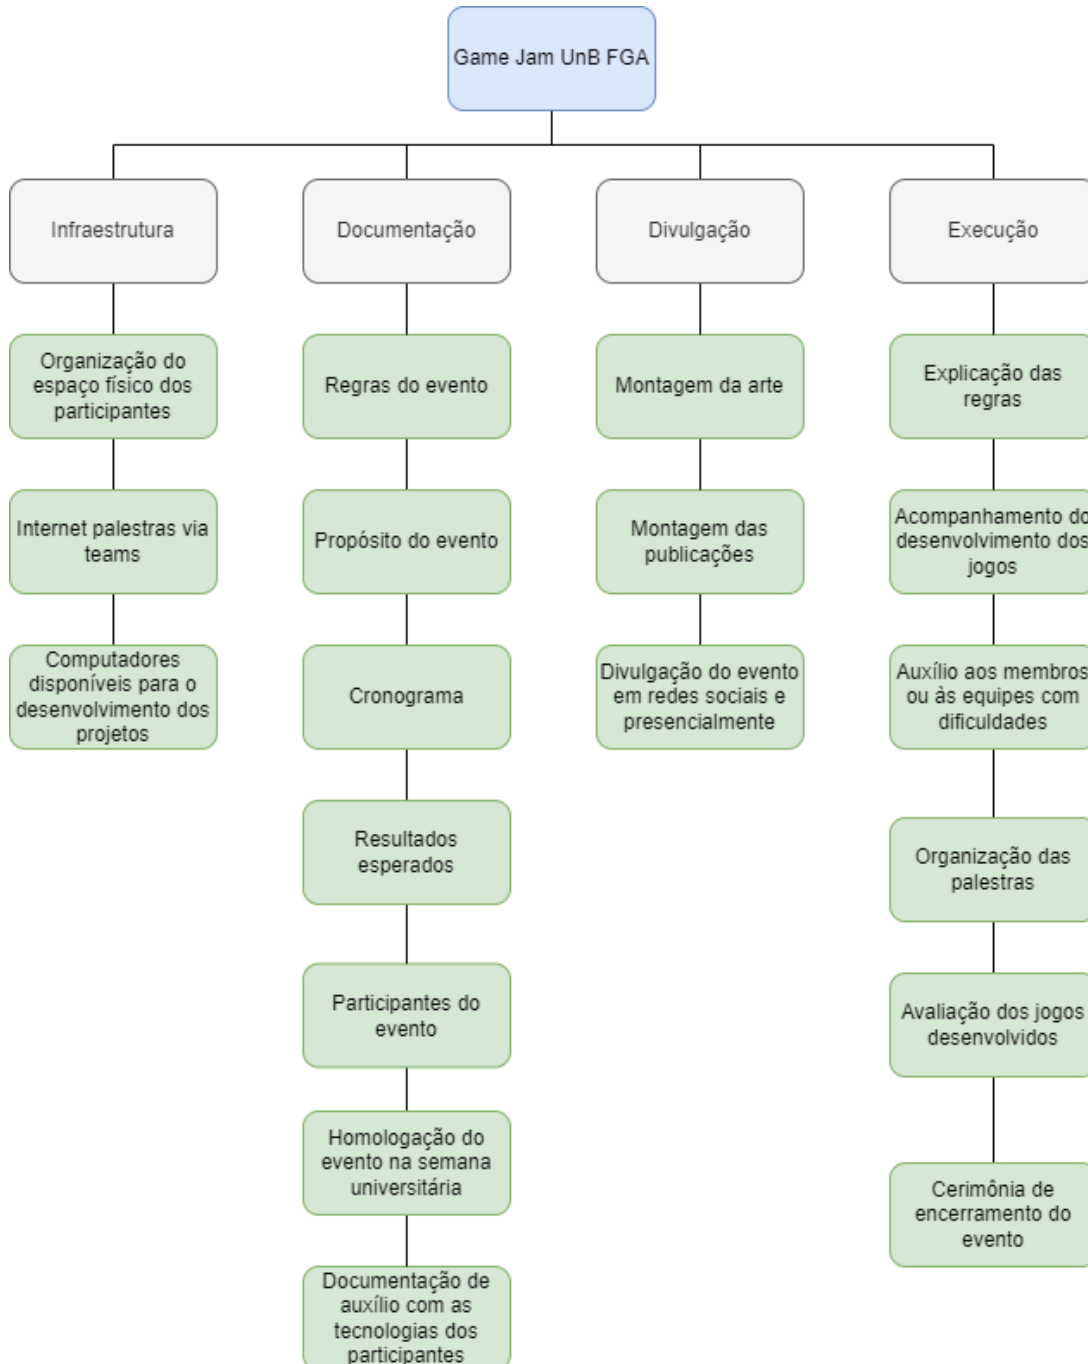 Game Jam UnB FGA
Infraestrutura
Documentação
Divulgação
Execução
Organização do
espaço físico dos
participantes
Internet palestras via
teams
Computadores
disponíveis para o
desenvolvimento dos
projetos
Regras do evento
Propósito do evento
Cronograma
Resultados
esperados
Participantes do
evento
Homologação do
evento na semana
universitária
Documentação de
auxílio com as
tecnologias dos
participantes
Montagem da arte
Montagem das
publicações
Divulgação do evento
em redes sociais e
presencialmente
Explicação das
regras
Acompanhamento do
desenvolvimento dos
jogos
Auxílio aos membros
ou às equipes com
dificuldades
Organização das
palestras
Avaliação dos jogos
desenvolvidos
Cerimônia de
encerramento do
evento